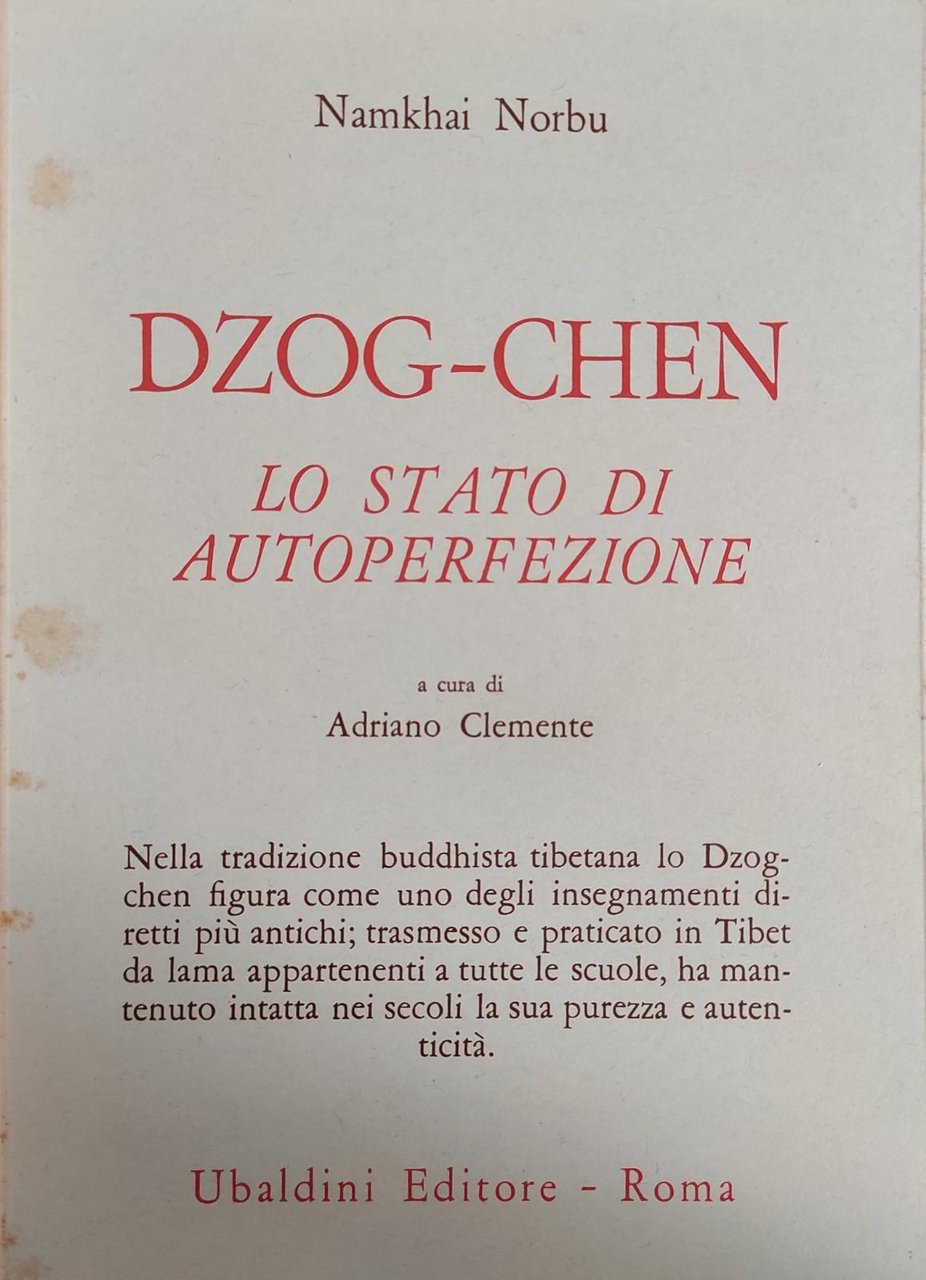 Namkhai Norbu
DZOG-CHEN
LO STATO DI
AUTOPERFEZIONE
a cura di
Adriano Clemente
Nella tradizione buddhista tibetana lo Dzog-
chen figura come uno degli insegnamenti di-
retti più antichi; trasmesso e praticato in Tibet
da lama appartenenti a tutte le scuole, ha man-
tenuto intatta nei secoli la sua purezza e auten-
ticità.
Ubaldini Editore - Roma